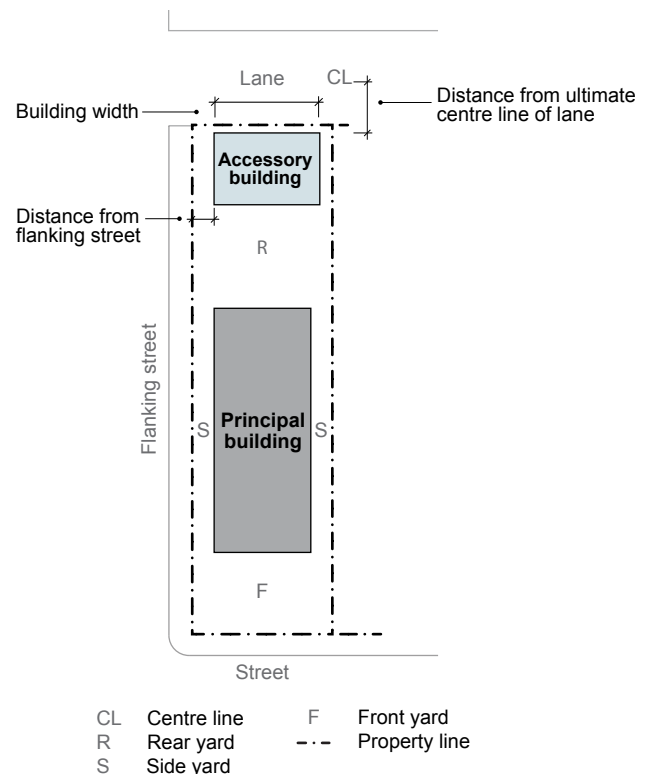 Lane
CL
Building width
Distance from ultimate
centre line of lane
Accessory
building
Distance from
flanking street
R
Flanking street
S
Principal
building
S
F
Street
CL Centre line
R Rear yard
S Side yard
F Front yard
Property line